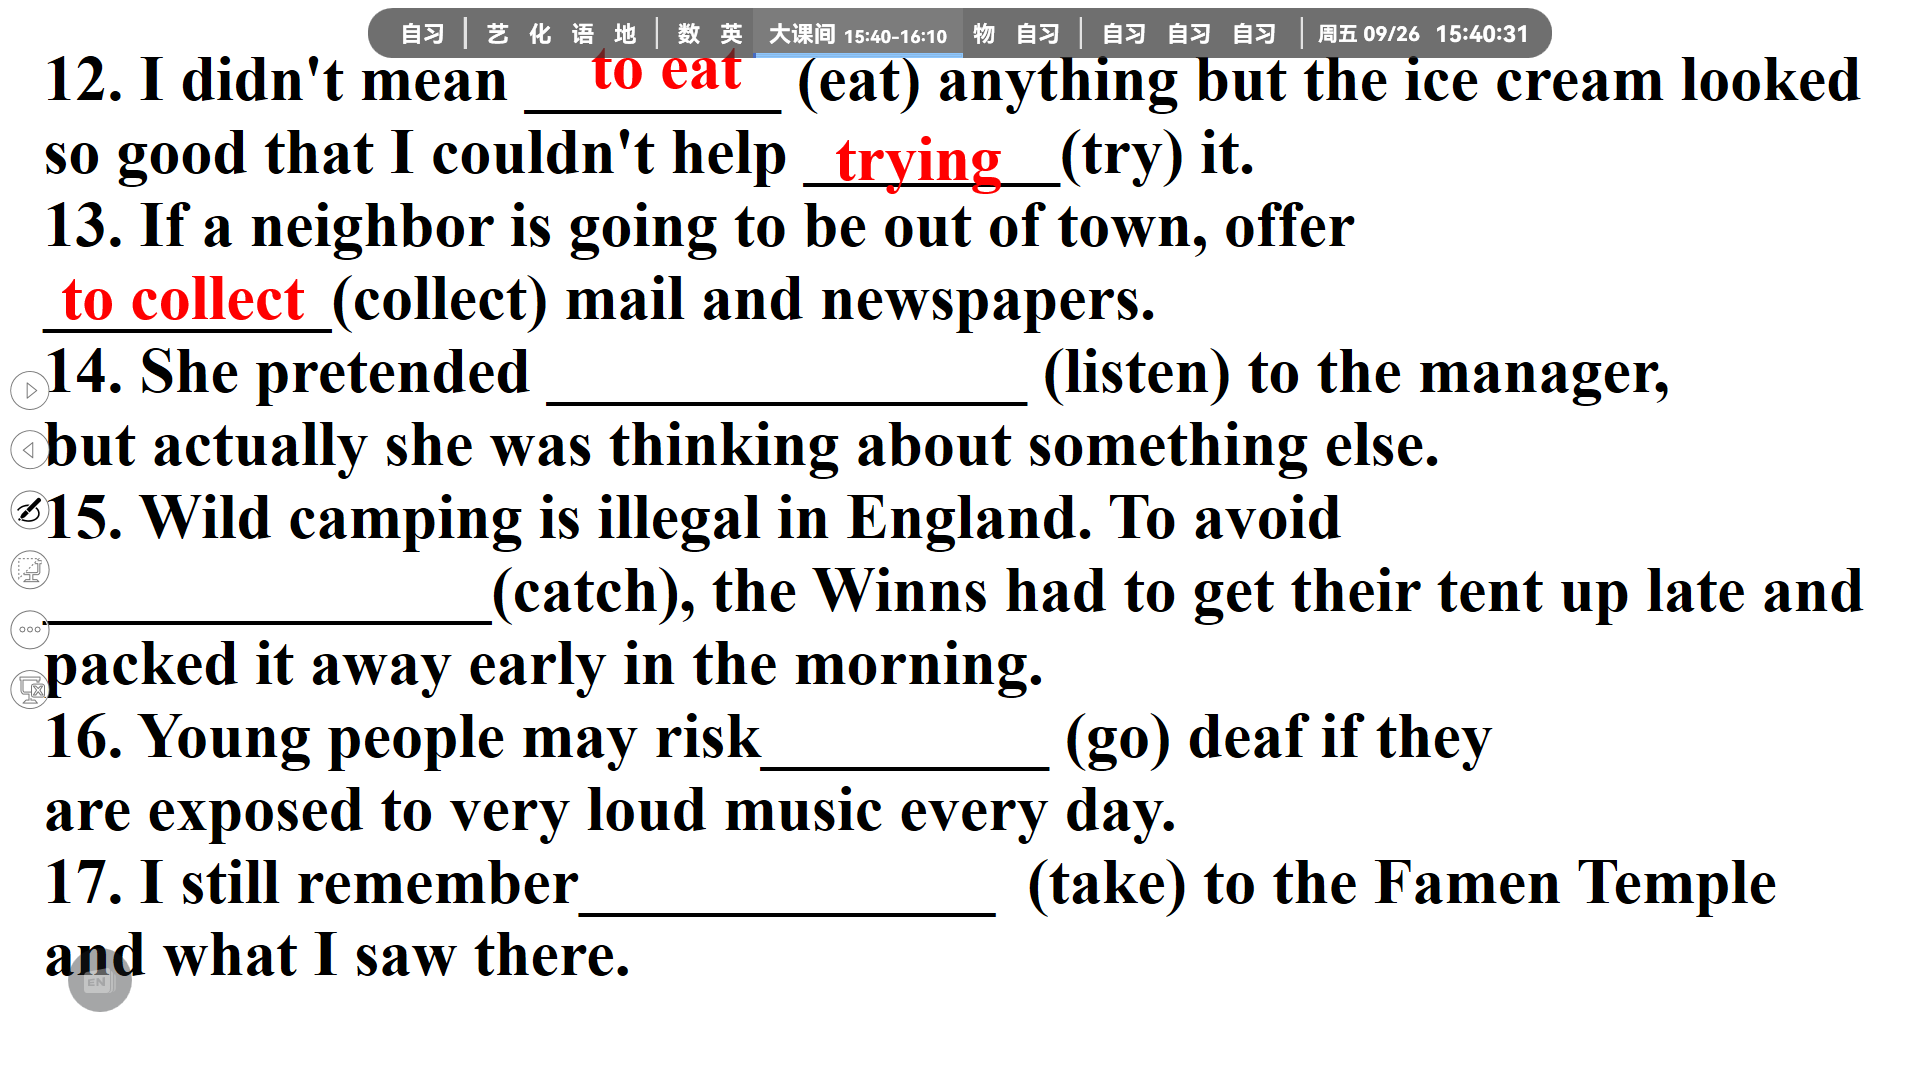 自习 | 艺 化 语 地 | 数 英 大课间 15:40-16:10 物 自习 | 自习 自习 自习 | 周五 09/26 15:40:31
12. I didn't mean ________ to eat (eat) anything but the ice cream looked
so good that I couldn't help ________ trying (try) it.
13. If a neighbor is going to be out of town, offer
_________ to collect (collect) mail and newspapers.
14. She pretended _______________ (listen) to the manager,
but actually she was thinking about something else.
15. Wild camping is illegal in England. To avoid
______________(catch), the Winns had to get their tent up late and
packed it away early in the morning.
16. Young people may risk_________ (go) deaf if they
are exposed to very loud music every day.
17. I still remember_____________ (take) to the Famen Temple
and what I saw there.
EN